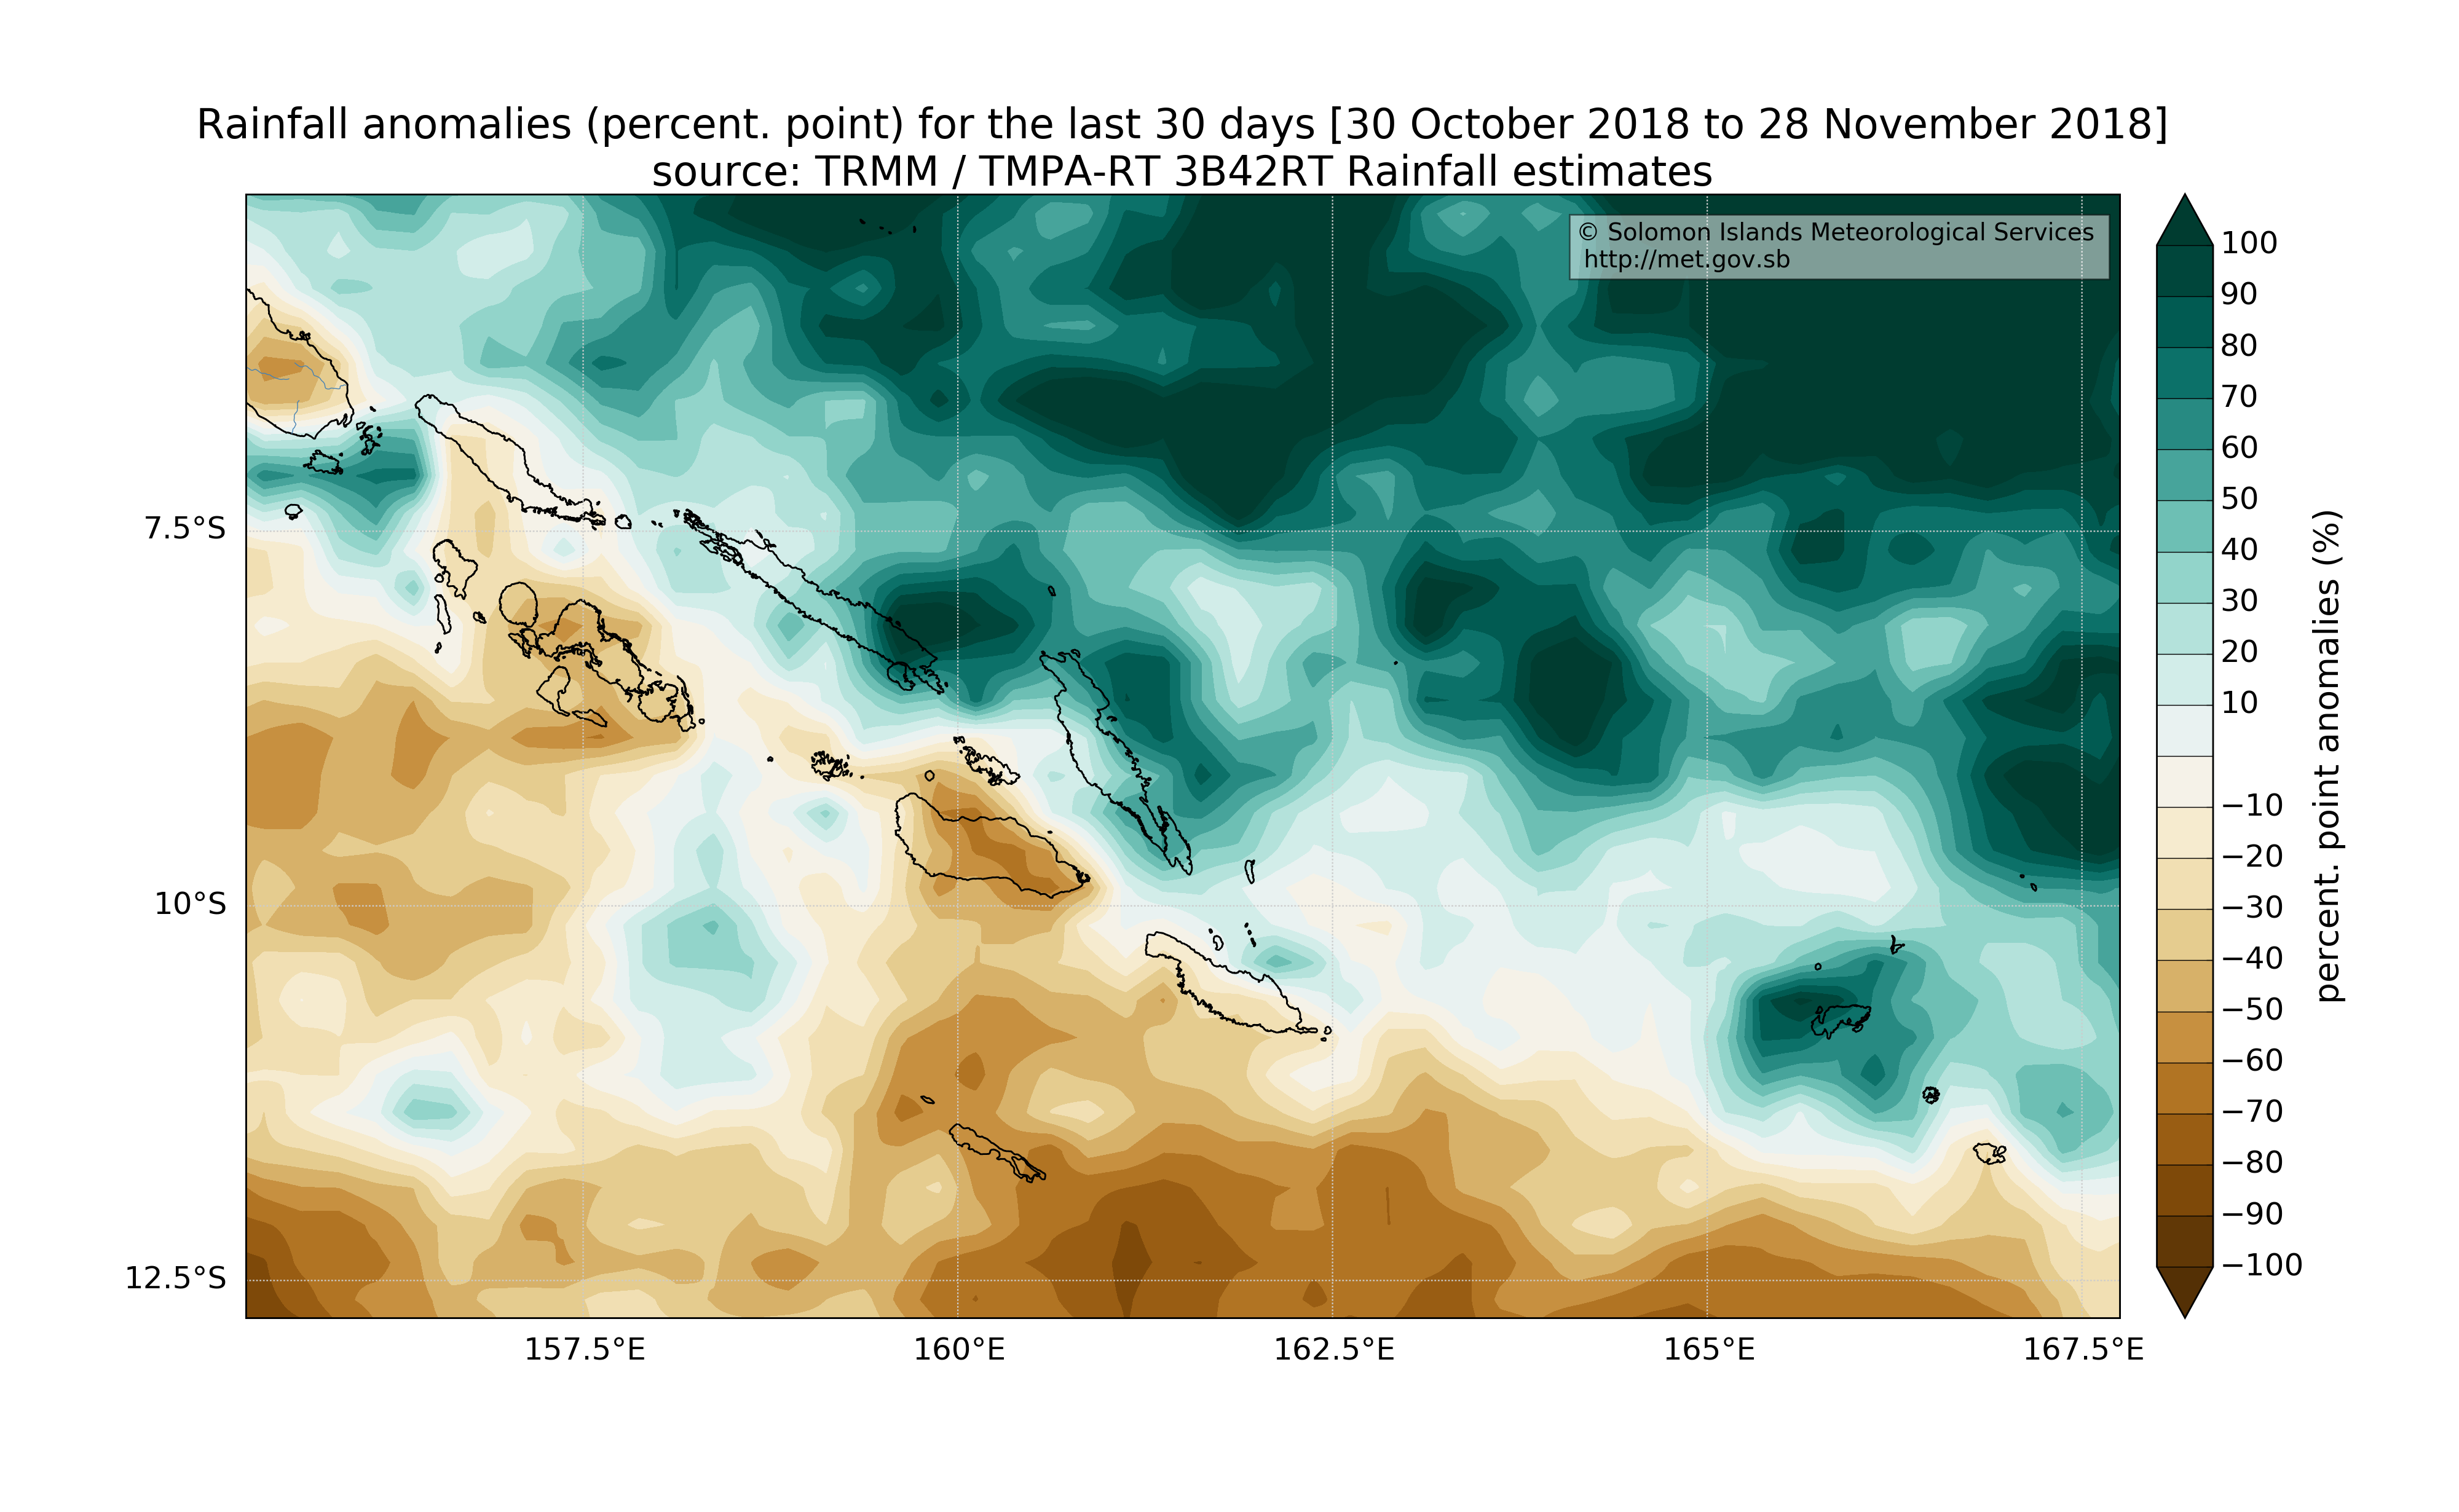 Rainfall anomalies (percent. point) for the last 30 days [30 October 2018 to 28 November 2018]
source: TRMM / TMPA-RT 3B42RT Rainfall estimates
© Solomon Islands Meteorological Services
http://met.gov.sb
7.5°S
10°S
12.5°S
157.5°E
160°E
162.5°E
165°E
167.5°E
100
90
80
70
60
50
40
30
20
10
−10
−20
−30
−40
−50
−60
−70
−80
−90
−100
percent. point anomalies (%)